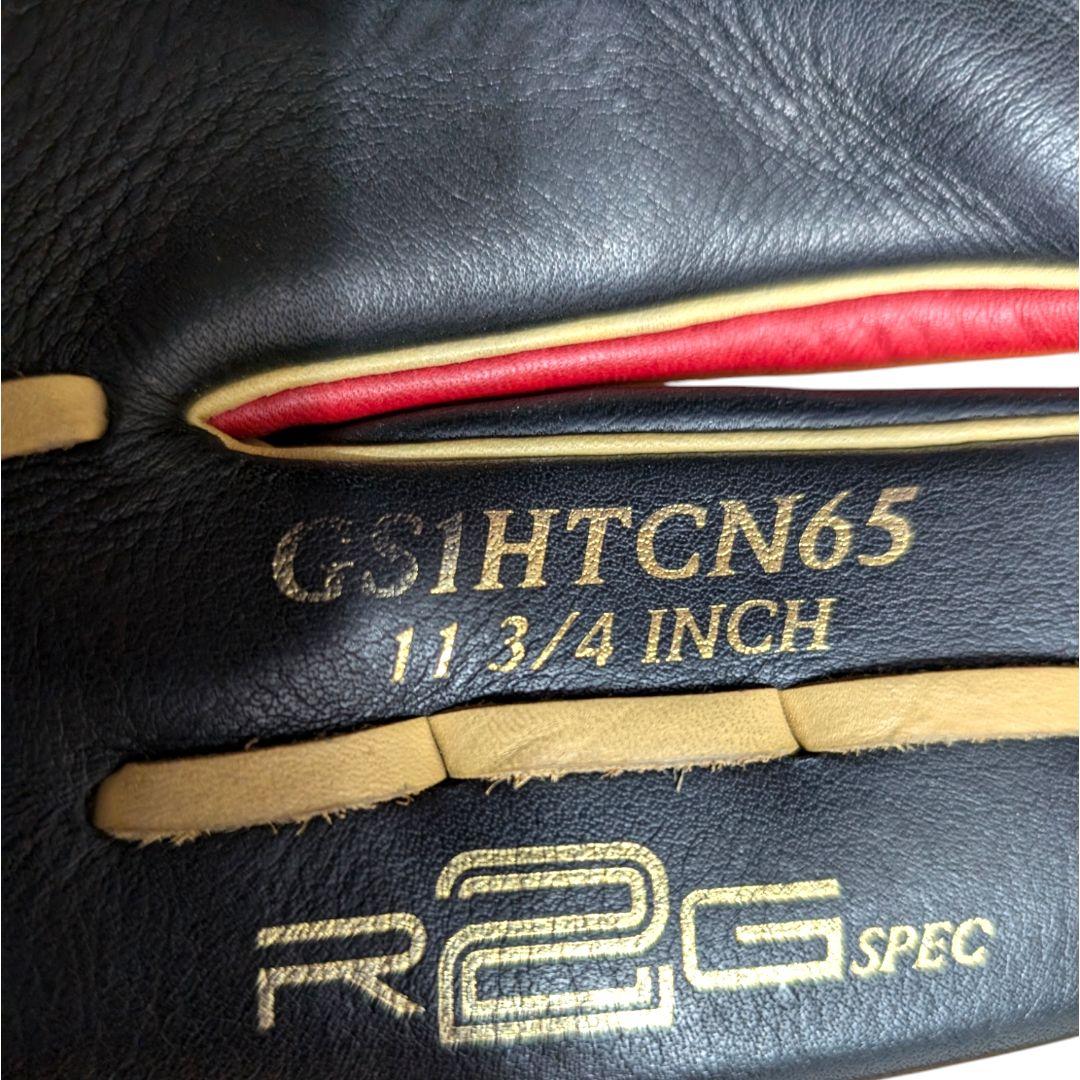 GS1HTCN65
11 3/4 INCH
R2G SPEC